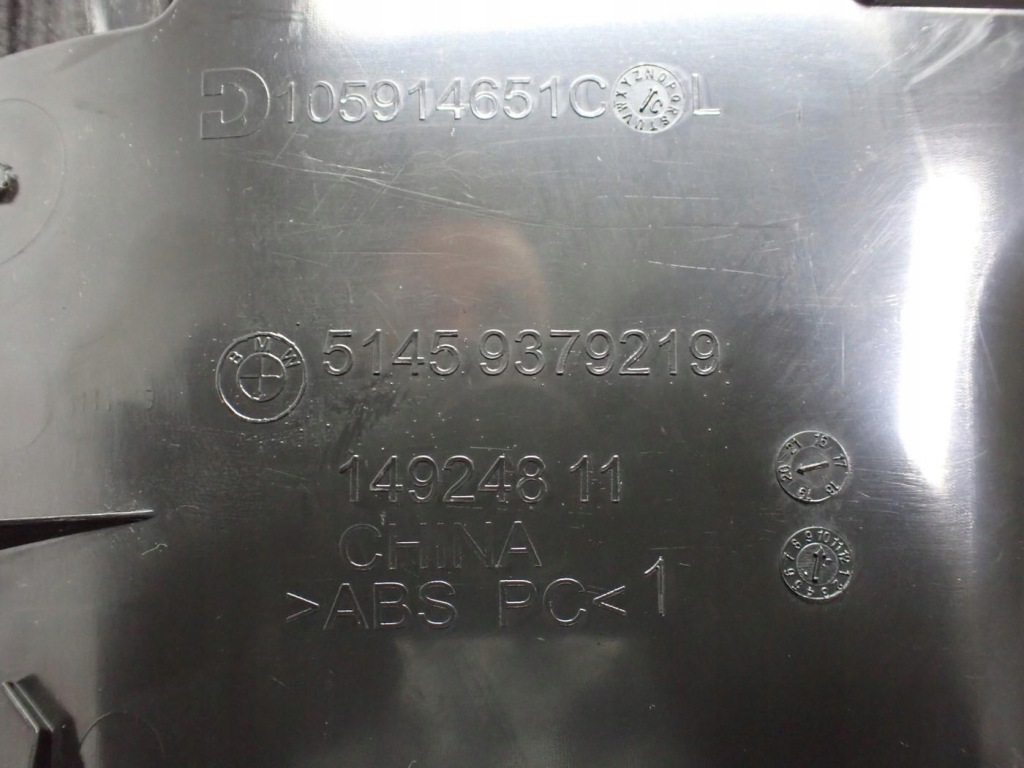 105914651C L
BMW
5145 9379219
149248 11
CHINA
>ABS PC< 1